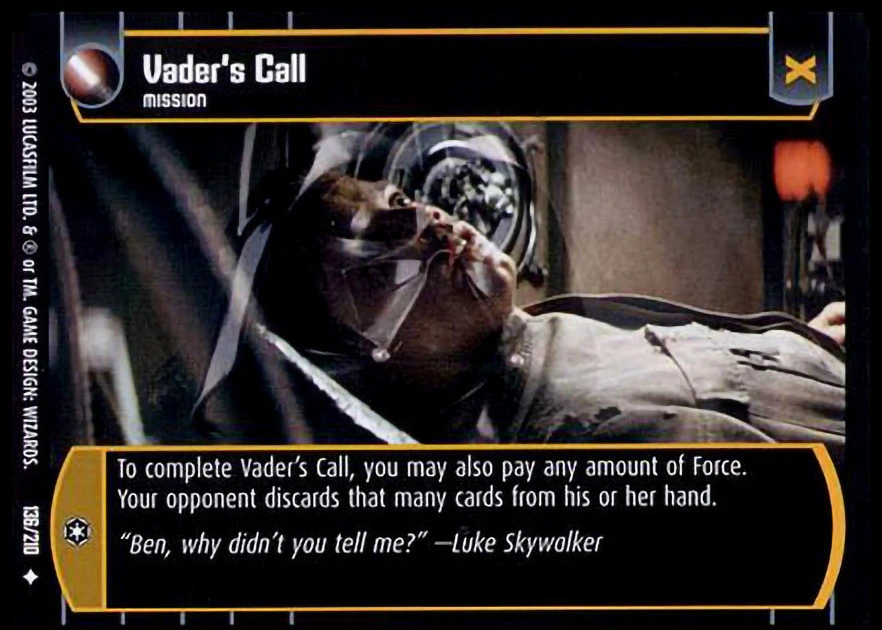 Vader's Call
MISSION
X
To complete Vader's Call, you may also pay any amount of Force.
Your opponent discards that many cards from his or her hand.
"Ben, why didn't you tell me?" —Luke Skywalker
© 2003 LUCASFILM LTD. & ® or TM. GAME DESIGN: WIZARDS.
136/210